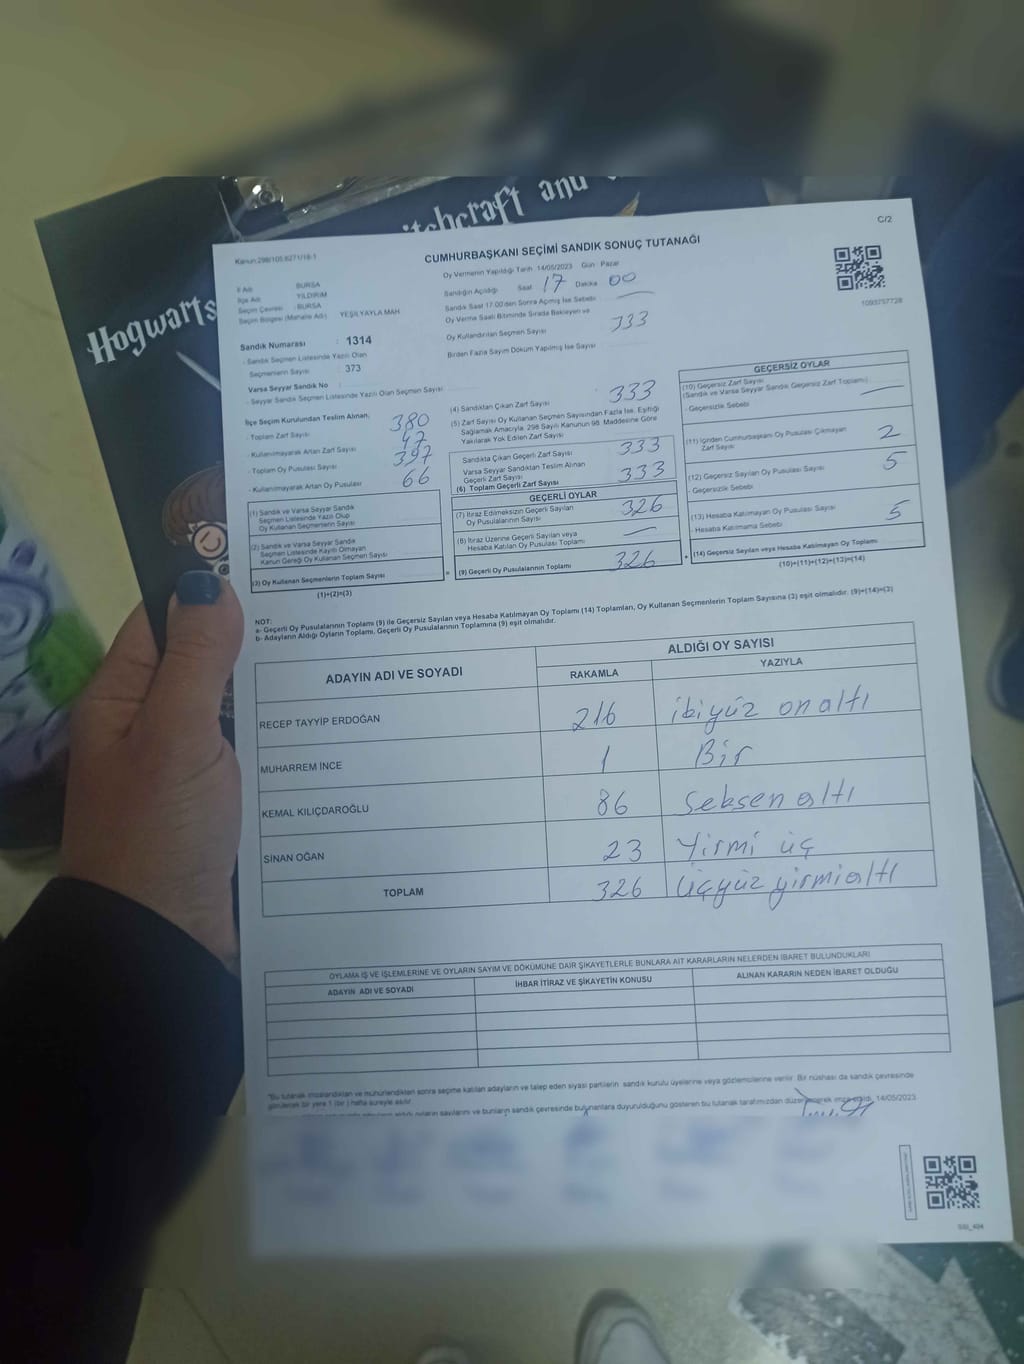 itchcraft and
Hogwarts
C/2
Kanun:298/105,6271/18-1
CUMHURBAŞKANI SEÇİMİ SANDIK SONUÇ TUTANAĞI
1093757728
İl Adı : BURSA
İlçe Adı : YILDIRIM
Seçim Çevresi : BURSA
Seçim Bölgesi (Mahalle Adı) : YEŞİLYAYLA MAH.
Sandık Numarası : 1314
- Sandık Seçmen Listesinde Yazılı Olan
Seçmenlerin Sayısı : 373
Varsa Seyyar Sandık No :
- Seyyar Sandık Seçmen Listesinde Yazılı Olan Seçmen Sayısı :
Oy Vermenin Yapıldığı Tarih 14/05/2023 Gün : Pazar
Sandığın Açıldığı Saat 17 Dakika 00
Sandık Saat 17:00'den Sonra Açılmış İse Sebebi
Oy Verme Saati Bitiminde Sırada Bekleyen ve
Oy Kullandırılan Seçmen Sayısı 333
Birden Fazla Sayım Döküm Yapılmış İse Sayısı
İlçe Seçim Kurulundan Teslim Alınan;
- Toplam Zarf Sayısı 380
- Kullanılmayarak Artan Zarf Sayısı 47
- Toplam Oy Pusulası Sayısı 397
- Kullanılmayarak Artan Oy Pusulası 66
(1) Sandık ve Varsa Seyyar Sandık
Seçmen Listesinde Yazılı Olup
Oy Kullanan Seçmenlerin Sayısı
(2) Sandık ve Varsa Seyyar Sandık
Seçmen Listesinde Kayıtlı Olmayan
Kanun Gereği Oy Kullanan Seçmen Sayısı
(3) Oy Kullanan Seçmenlerin Toplam Sayısı
(1)+(2)=(3)
(4) Sandıktan Çıkan Zarf Sayısı : 333
(5) Zarf Sayısı Oy Kullanan Seçmen Sayısından Fazla İse, Eşitliği
Sağlamak Amacıyla, 298 Sayılı Kanunun 98. Maddesine Göre
Yakılarak Yok Edilen Zarf Sayısı
Sandıkta Çıkan Geçerli Zarf Sayısı 333
Varsa Seyyar Sandıktan Teslim Alınan
Geçerli Zarf Sayısı
(6) Toplam Geçerli Zarf Sayısı 333
GEÇERLİ OYLAR
(7) İtiraz Edilmeksizin Geçerli Sayılan
Oy Pusulalarının Sayısı 326
(8) İtiraz Üzerine Geçerli Sayılan veya
Hesaba Katılan Oy Pusulası Toplamı
= (9) Geçerli Oy Pusulalarının Toplamı 326
GEÇERSİZ OYLAR
(10) Geçersiz Zarf Sayısı
(Sandık ve Varsa Seyyar Sandık Geçersiz Zarf Toplamı)
- Geçersizlik Sebebi
(11) İçinden Cumhurbaşkanı Oy Pusulası Çıkmayan
Zarf Sayısı 2
(12) Geçersiz Sayılan Oy Pusulası Sayısı 5
- Geçersizlik Sebebi
(13) Hesaba Katılmayan Oy Pusulası Sayısı 5
- Hesaba Katılmama Sebebi
+ (14) Geçersiz Sayılan veya Hesaba Katılmayan Oy Toplamı
(10)+(11)+(12)+(13)=(14)
NOT:
a- Geçerli Oy Pusulalarının Toplamı (9) ile Geçersiz Sayılan veya Hesaba Katılmayan Oy Toplamı (14) Toplamları, Oy Kullanan Seçmenlerin Toplam Sayısına (3) eşit olmalıdır. (9)+(14)=(3)
b- Adayların Aldığı Oyların Toplamı, Geçerli Oy Pusulalarının Toplamına (9) eşit olmalıdır.
ADAYIN ADI VE SOYADI
ALDIĞI OY SAYISI
RAKAMLA YAZIYLA
RECEP TAYYİP ERDOĞAN 216 ikiyüz onaltı
MUHARREM İNCE 1 Bir
KEMAL KILIÇDAROĞLU 86 Seksen altı
SİNAN OĞAN 23 Yirmi üç
TOPLAM 326 üçyüz yirmialtı
OYLAMA İŞ VE İŞLEMLERİNE VE OYLARIN SAYIM VE DÖKÜMÜNE DAİR ŞİKAYETLERLE BUNLARA AİT KARARLARIN NELERDEN İBARET BULUNDUKLARI
ADAYIN ADI VE SOYADI İHBAR İTİRAZ VE ŞİKAYETİN KONUSU ALINAN KARARIN NEDEN İBARET OLDUĞU
"Bu tutanak imzalandıktan ve mühürlendikten sonra seçime katılan adayların ve talep eden siyasi partilerin sandık kurulu üyelerine veya gözlemcilerine verilir. Bir nüshası da sandık çevresinde
görülecek bir yere 1 (bir) hafta süreyle asılır.
oyların sayılarını ve bunların sandık çevresinde bulunanlara duyurulduğunu gösteren bu tutanak tarafımızdan düzenlenerek imza edildi. 14/05/2023
SSI_494